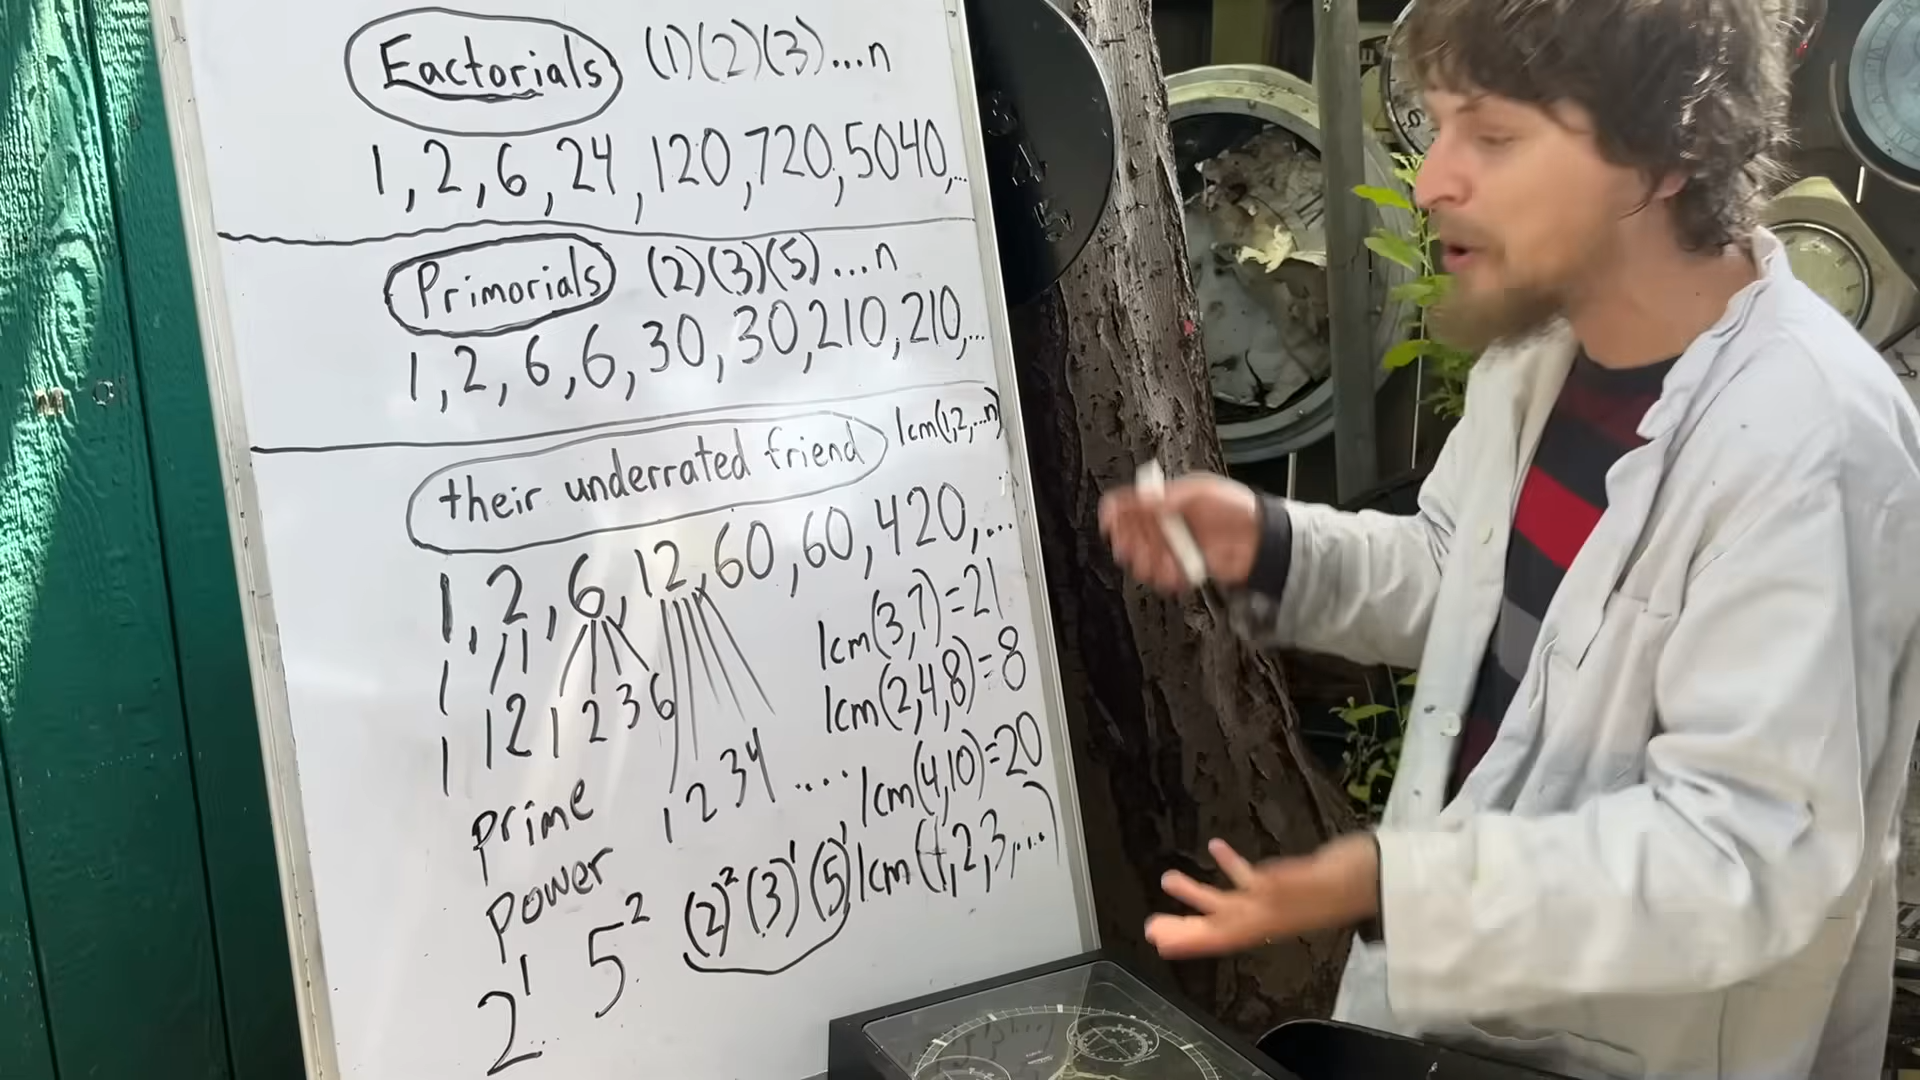 Factorials (1)(2)(3)...n
1, 2, 6, 24, 120, 720, 5040, ...
Primorials (2)(3)(5)...n
1, 2, 6, 6, 30, 30, 210, 210, ...
their underrated friend lcm(1,2,...n)
1, 2, 6, 12, 60, 60, 420, ...
lcm(3,7)=21
lcm(2,4,8)=8
1
12 1 2 3 6
1
1 2 3 4 ....
lcm(4,10)=20
lcm(1,2,3,...)
prime
power
2¹ 5² (2)²(3)¹(5)¹